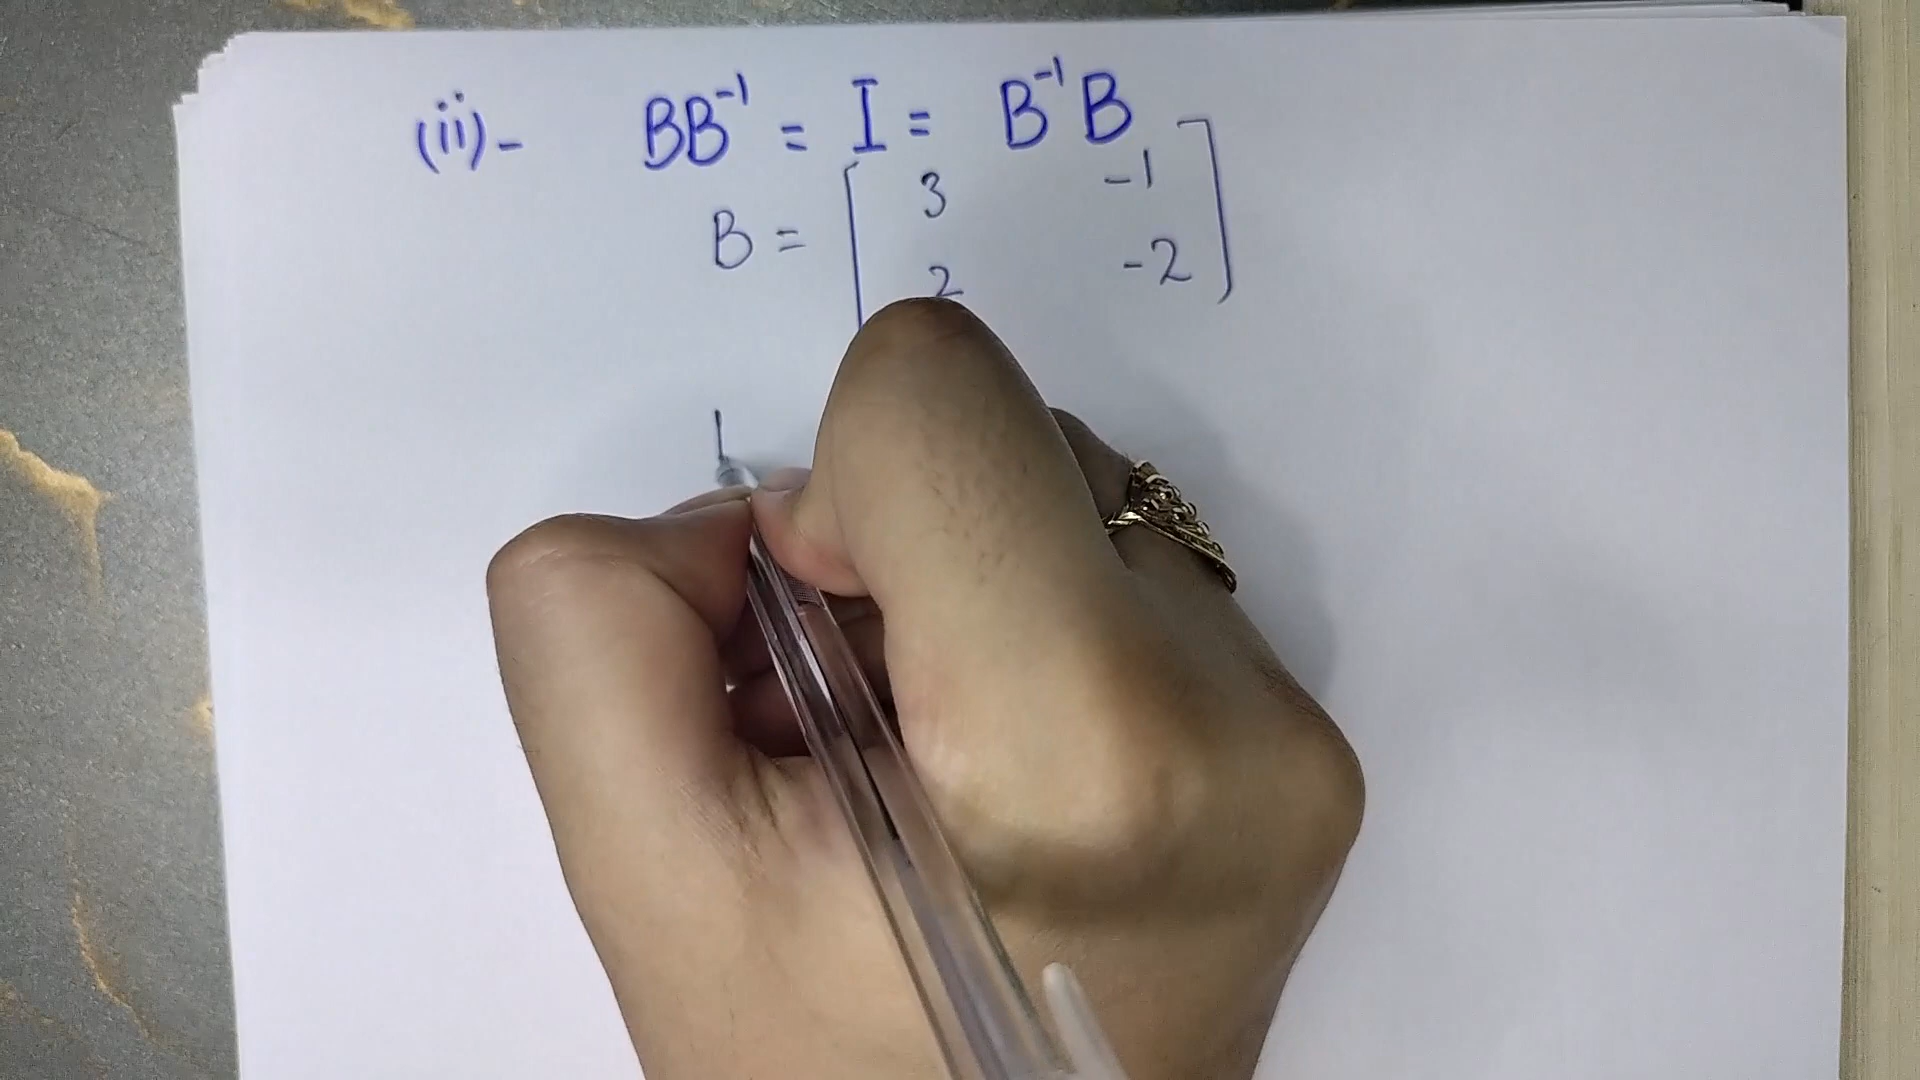 (ii)- BB⁻¹ = I = B⁻¹B
B = [ 3 -1
2 -2 ]